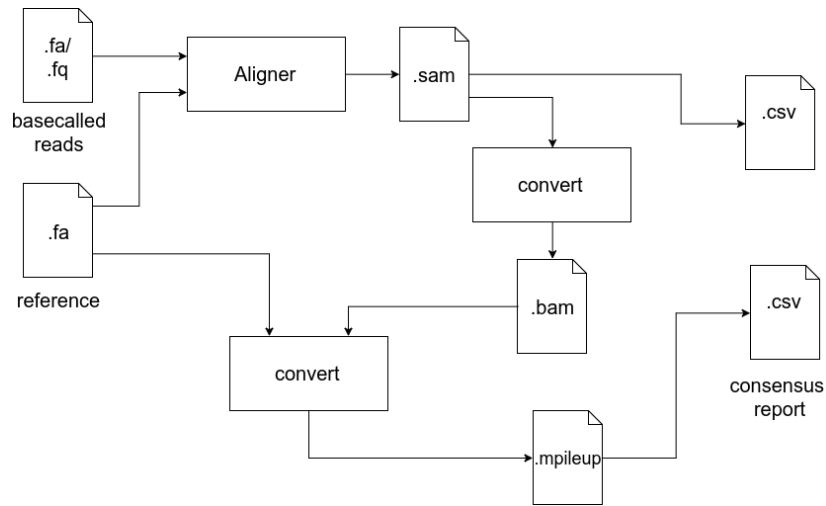 .fa/
.fq
basecalled
reads
Aligner
.sam
.csv
convert
.fa
reference
.bam
.csv
consensus
report
convert
.mpileup